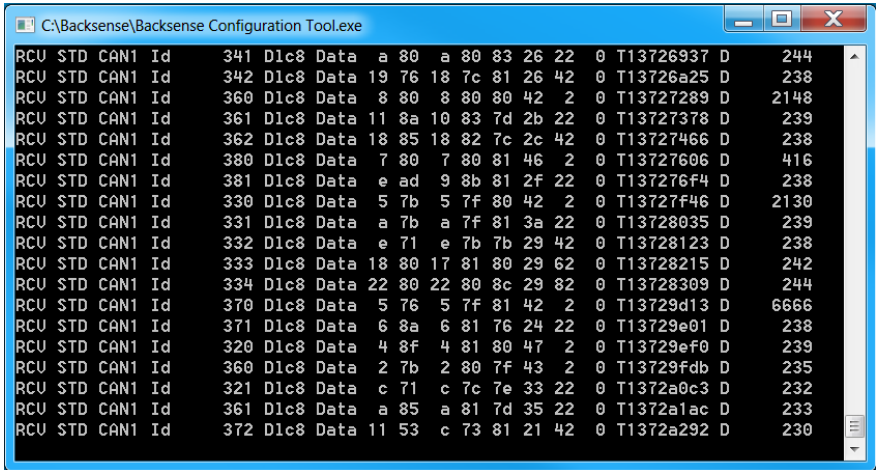 C:\Backsense\Backsense Configuration Tool.exe
RCV STD CAN1 Id 341 Dlc8 Data a 80 a 80 83 26 22 0 T13726937 D 244
RCV STD CAN1 Id 342 Dlc8 Data 19 76 18 7c 81 26 42 0 T13726a25 D 238
RCV STD CAN1 Id 360 Dlc8 Data 8 80 8 80 80 42 2 0 T13727289 D 2148
RCV STD CAN1 Id 361 Dlc8 Data 11 8a 10 83 7d 2b 22 0 T13727378 D 239
RCV STD CAN1 Id 362 Dlc8 Data 18 85 18 82 7c 2c 42 0 T13727466 D 238
RCV STD CAN1 Id 380 Dlc8 Data 7 80 7 80 81 46 2 0 T13727606 D 416
RCV STD CAN1 Id 381 Dlc8 Data e ad 9 8b 81 2f 22 0 T137276f4 D 238
RCV STD CAN1 Id 330 Dlc8 Data 5 7b 5 7f 80 42 2 0 T13727f46 D 2130
RCV STD CAN1 Id 331 Dlc8 Data a 7b a 7f 81 3a 22 0 T13728035 D 239
RCV STD CAN1 Id 332 Dlc8 Data e 71 e 7b 7b 29 42 0 T13728123 D 238
RCV STD CAN1 Id 333 Dlc8 Data 18 80 17 81 80 29 62 0 T13728215 D 242
RCV STD CAN1 Id 334 Dlc8 Data 22 80 22 80 8c 29 82 0 T13728309 D 244
RCV STD CAN1 Id 370 Dlc8 Data 5 76 5 7f 81 42 2 0 T13729d13 D 6666
RCV STD CAN1 Id 371 Dlc8 Data 6 8a 6 81 76 24 22 0 T13729e01 D 238
RCV STD CAN1 Id 320 Dlc8 Data 4 8f 4 81 80 47 2 0 T13729ef0 D 239
RCV STD CAN1 Id 360 Dlc8 Data 2 7b 2 80 7f 43 2 0 T13729fdb D 235
RCV STD CAN1 Id 321 Dlc8 Data c 71 c 7c 7e 33 22 0 T1372a0c3 D 232
RCV STD CAN1 Id 361 Dlc8 Data a 85 a 81 7d 35 22 0 T1372a1ac D 233
RCV STD CAN1 Id 372 Dlc8 Data 11 53 c 73 81 21 42 0 T1372a292 D 230